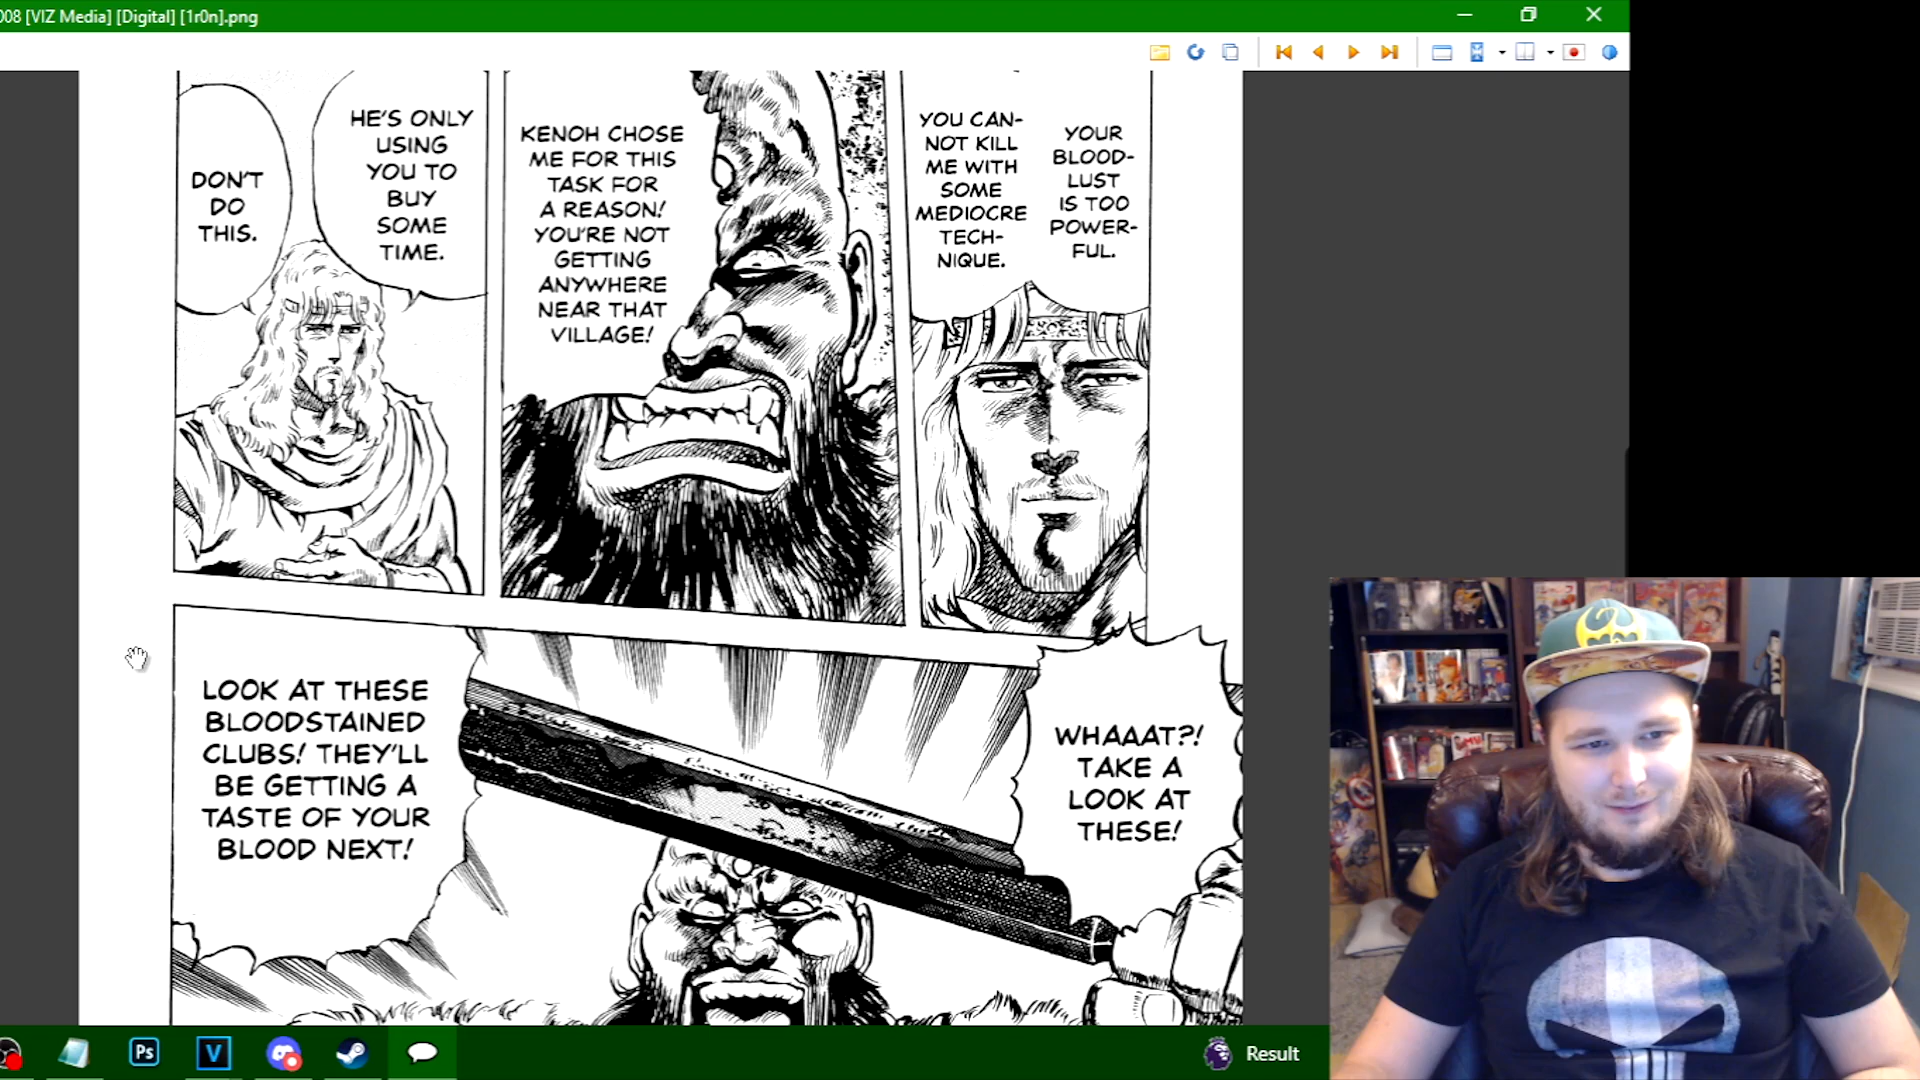 008 [VIZ Media] [Digital] [1r0n].png
YOUR
BLOOD-
LUST
IS TOO
POWER-
FUL.
YOU CAN-
NOT KILL
ME WITH
SOME
MEDIOCRE
TECH-
NIQUE.
KENOH CHOSE
ME FOR THIS
TASK FOR
A REASON!
YOU'RE NOT
GETTING
ANYWHERE
NEAR THAT
VILLAGE!
HE'S ONLY
USING
YOU TO
BUY
SOME
TIME.
DON'T
DO
THIS.
WHAAAT?!
TAKE A
LOOK AT
THESE!
LOOK AT THESE
BLOODSTAINED
CLUBS! THEY'LL
BE GETTING A
TASTE OF YOUR
BLOOD NEXT!
Ps
V
Result